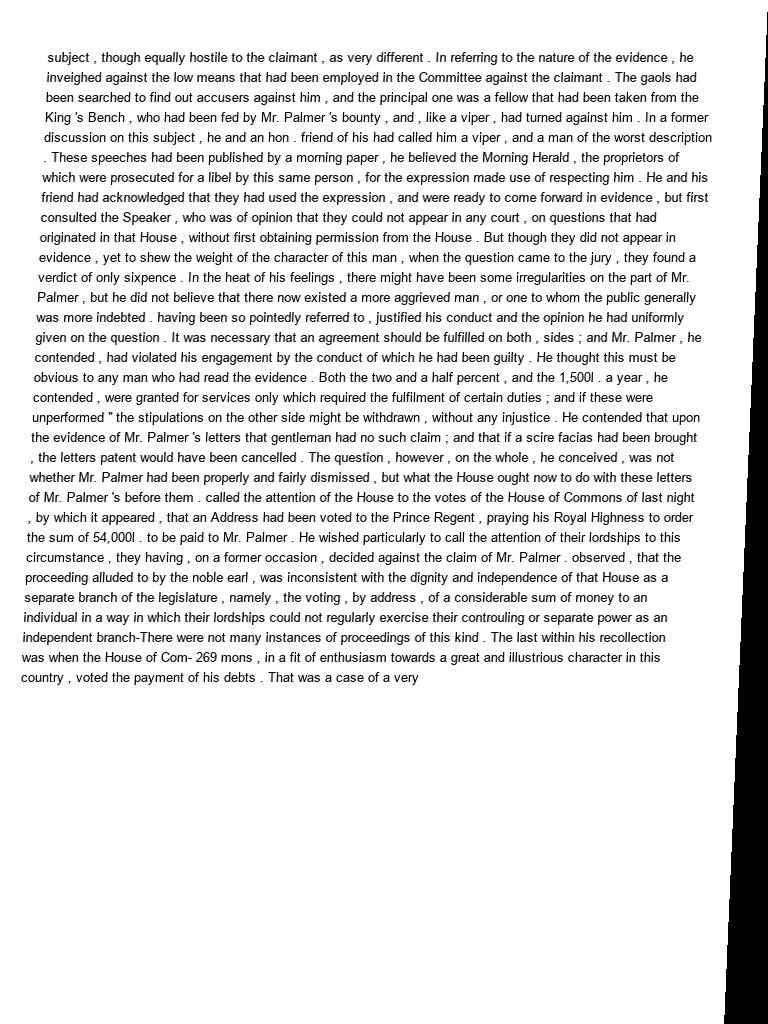 subject , though equally hostile to the claimant , as very different . In referring to the nature of the evidence , he
inveighed against the low means that had been employed in the Committee against the claimant . The gaols had
been searched to find out accusers against him , and the principal one was a fellow that had been taken from the
King 's Bench , who had been fed by Mr. Palmer 's bounty , and , like a viper , had turned against him . In a former
discussion on this subject , he and an hon . friend of his had called him a viper , and a man of the worst description
. These speeches had been published by a morning paper , he believed the Morning Herald , the proprietors of
which were prosecuted for a libel by this same person , for the expression made use of respecting him . He and his
friend had acknowledged that they had used the expression , and were ready to come forward in evidence , but first
consulted the Speaker , who was of opinion that they could not appear in any court , on questions that had
originated in that House , without first obtaining permission from the House . But though they did not appear in
evidence , yet to shew the weight of the character of this man , when the question came to the jury , they found a
verdict of only sixpence . In the heat of his feelings , there might have been some irregularities on the part of Mr.
Palmer , but he did not believe that there now existed a more aggrieved man , or one to whom the public generally
was more indebted . having been so pointedly referred to , justified his conduct and the opinion he had uniformly
given on the question . It was necessary that an agreement should be fulfilled on both , sides ; and Mr. Palmer , he
contended , had violated his engagement by the conduct of which he had been guilty . He thought this must be
obvious to any man who had read the evidence . Both the two and a half percent , and the 1,500l . a year , he
contended , were granted for services only which required the fulfilment of certain duties ; and if these were
unperformed " the stipulations on the other side might be withdrawn , without any injustice . He contended that upon
the evidence of Mr. Palmer 's letters that gentleman had no such claim ; and that if a scire facias had been brought
, the letters patent would have been cancelled . The question , however , on the whole , he conceived , was not
whether Mr. Palmer had been properly and fairly dismissed , but what the House ought now to do with these letters
of Mr. Palmer 's before them . called the attention of the House to the votes of the House of Commons of last night
, by which it appeared , that an Address had been voted to the Prince Regent , praying his Royal Highness to order
the sum of 54,000l . to be paid to Mr. Palmer . He wished particularly to call the attention of their lordships to this
circumstance , they having , on a former occasion , decided against the claim of Mr. Palmer . observed , that the
proceeding alluded to by the noble earl , was inconsistent with the dignity and independence of that House as a
separate branch of the legislature , namely , the voting , by address , of a considerable sum of money to an
individual in a way in which their lordships could not regularly exercise their controuling or separate power as an
independent branch-There were not many instances of proceedings of this kind . The last within his recollection
was when the House of Com- 269 mons , in a fit of enthusiasm towards a great and illustrious character in this
country , voted the payment of his debts . That was a case of a very